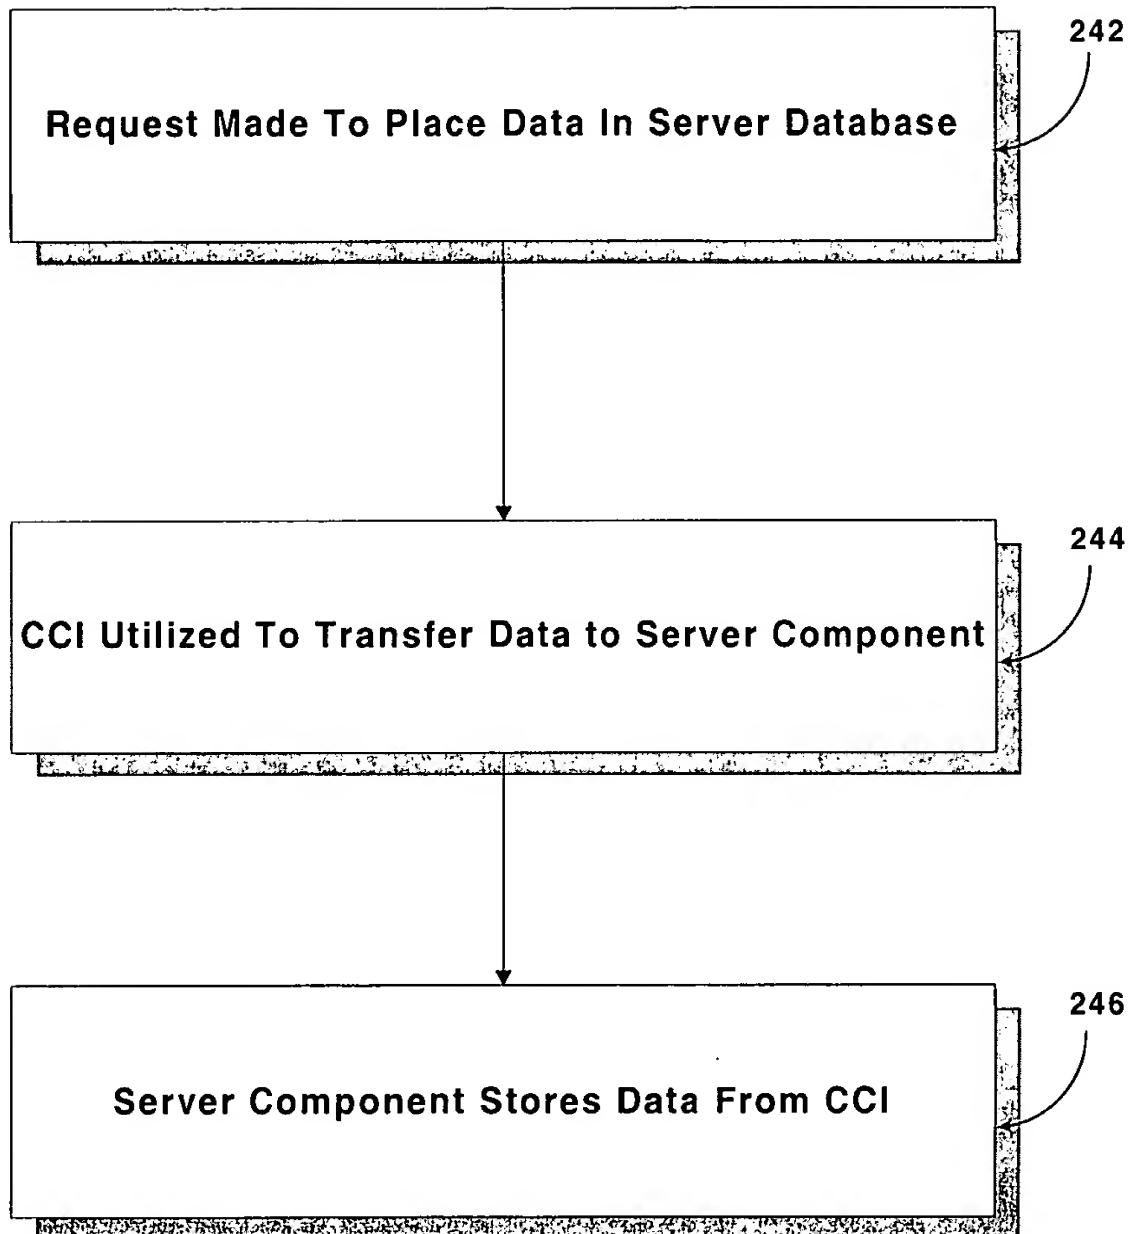 242
Request Made To Place Data In Server Database
244
CCI Utilized To Transfer Data to Server Component
246
Server Component Stores Data From CCI